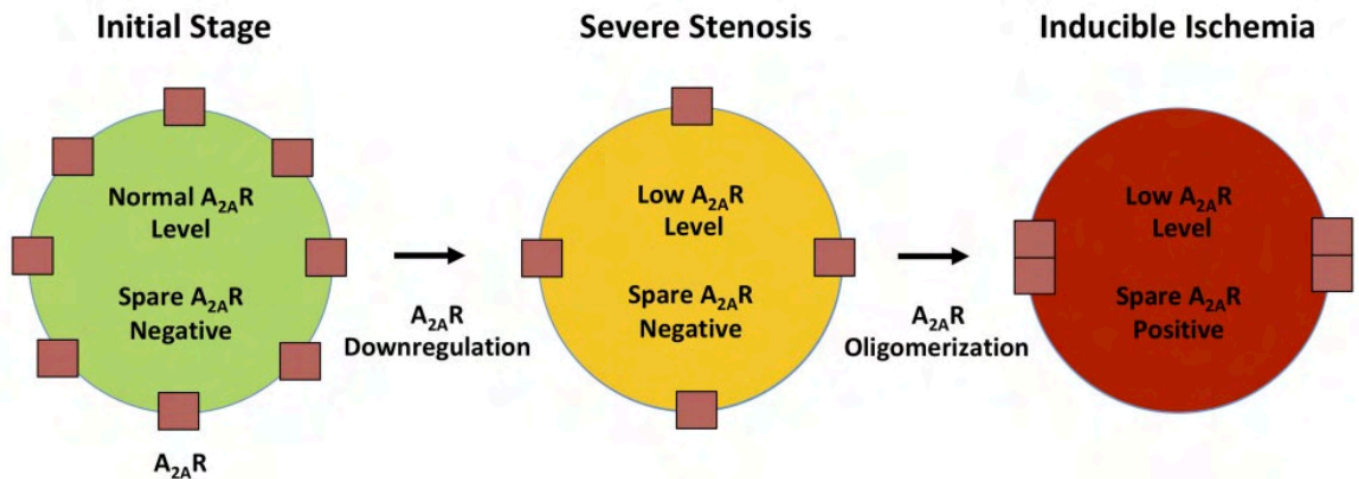 Initial Stage
Severe Stenosis
Inducible Ischemia
Normal A₂ₐR
Level
Spare A₂ₐR
Negative
A₂ₐR
A₂ₐR
Downregulation
Low A₂ₐR
Level
Spare A₂ₐR
Negative
A₂ₐR
Oligomerization
Low A₂ₐR
Level
Spare A₂ₐR
Positive